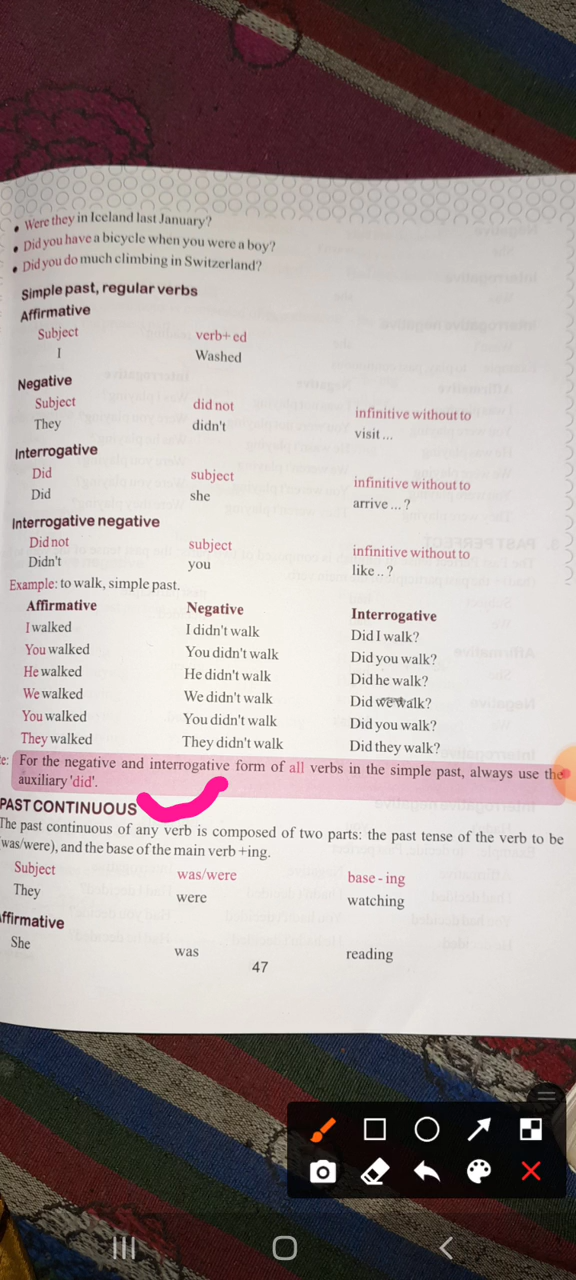 • Were they in Iceland last January?
• Did you have a bicycle when you were a boy?
• Did you do much climbing in Switzerland?
Simple past, regular verbs
Affirmative
Subject verb+ ed
I Washed
Negative
Subject did not infinitive without to
They didn't visit ...
Interrogative
Did subject infinitive without to
Did she arrive ... ?
Interrogative negative
Did not subject infinitive without to
Didn't you like .. ?
Example: to walk, simple past.
Affirmative Negative Interrogative
I walked I didn't walk Did I walk?
You walked You didn't walk Did you walk?
He walked He didn't walk Did he walk?
We walked We didn't walk Did we walk?
You walked You didn't walk Did you walk?
They walked They didn't walk Did they walk?
e: For the negative and interrogative form of all verbs in the simple past, always use the
auxiliary 'did'.
PAST CONTINUOUS
The past continuous of any verb is composed of two parts: the past tense of the verb to be
was/were), and the base of the main verb +ing.
Subject was/were base - ing
They were watching
ffirmative
She was reading
47